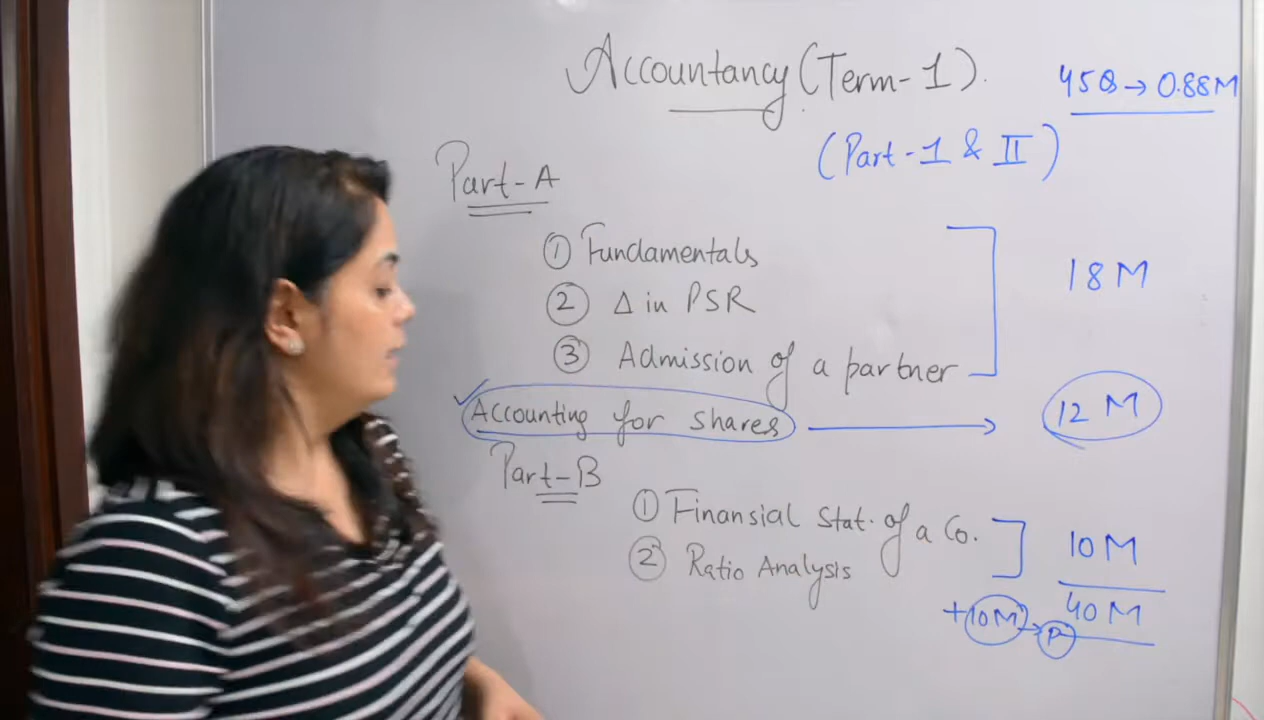 Accountancy (Term-1).
45Q → 0.88M
(Part-1 & II)
Part-A
① Fundamentals
② Δ in PSR
18 M
③ Admission of a partner
Accounting for shares → 12 M
Part-B
① Finansial Stat. of a Co.
② Ratio Analysis
10 M
40 M
+10M → P